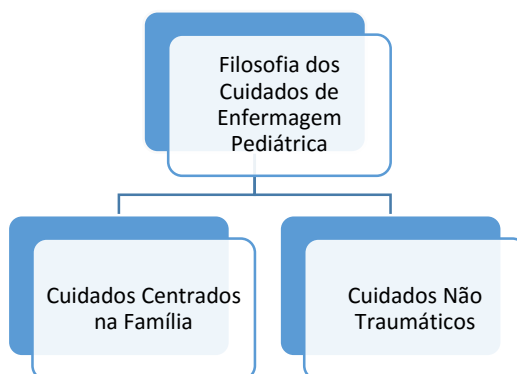 Filosofia dos
Cuidados de
Enfermagem
Pediátrica
Cuidados Centrados
na Família
Cuidados Não
Traumáticos